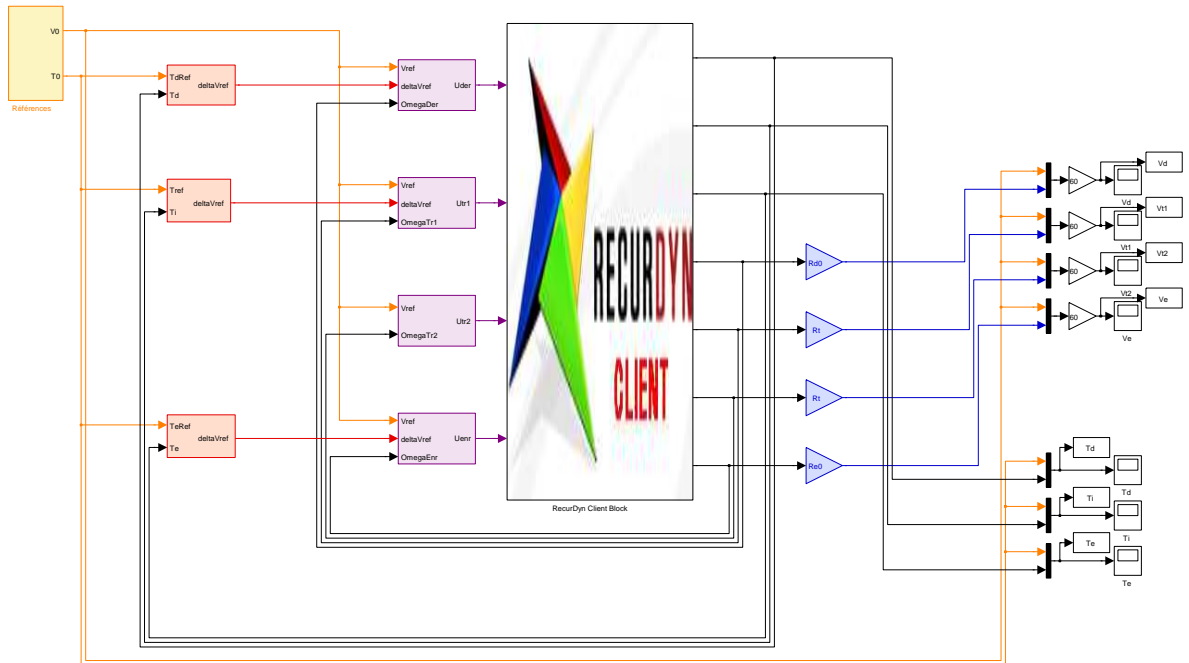 V0
T0
Références
TdRef
Td
deltaVref
Tref
Ti
deltaVref
TeRef
Te
deltaVref
Vref
deltaVref
OmegaDer
Uder
Vref
deltaVref
OmegaTr1
Utr1
Vref
OmegaTr2
Utr2
Vref
deltaVref
OmegaEnr
Uenr
RECURDYN
CLIENT
RecurDyn Client Block
Rd0
Rt
Rt
Re0
60
Vd
Vd
60
Vt1
Vt1
60
Vt2
Vt2
60
Ve
Ve
Td
Td
Ti
Ti
Te
Te